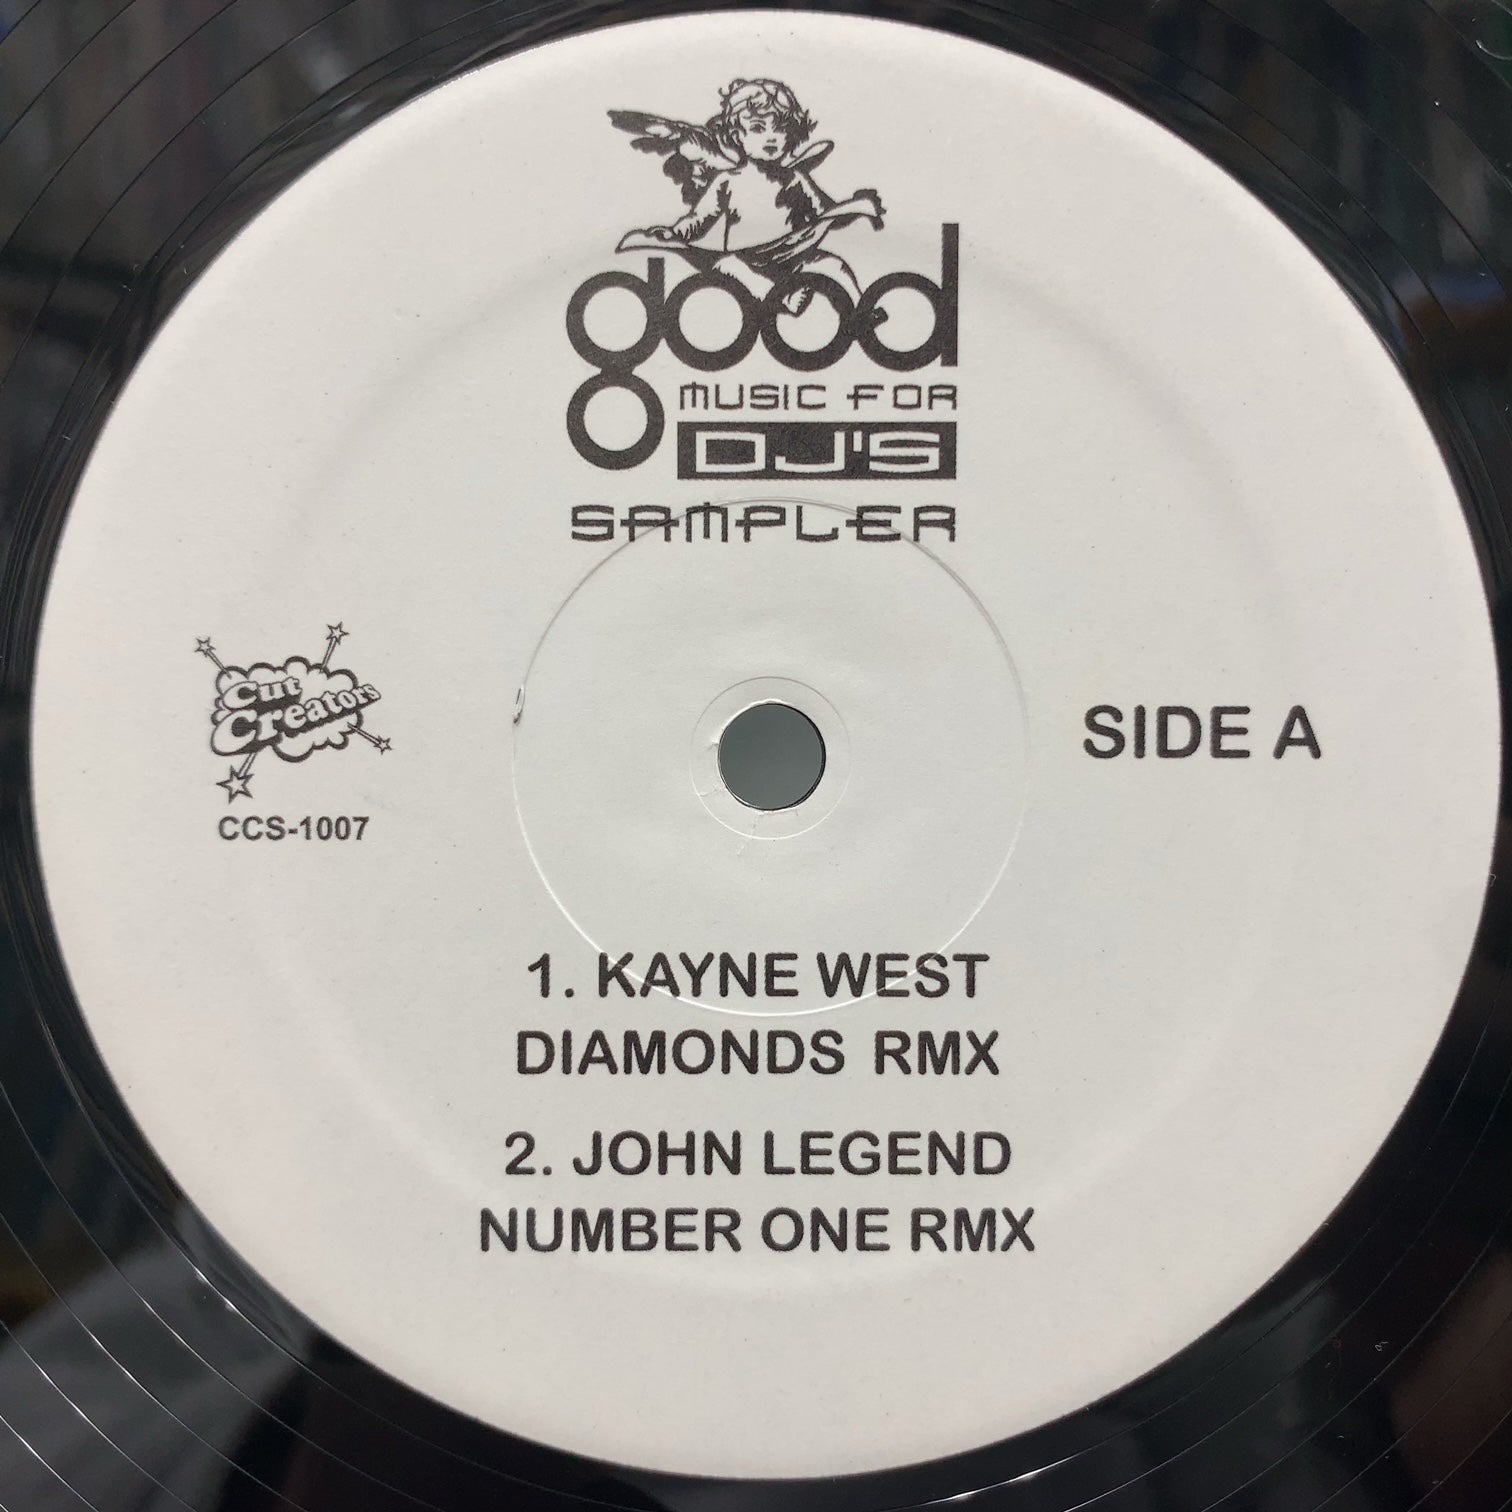 good
MUSIC FOR
DJ'S
SAMPLER
Cut
Creators
CCS-1007
SIDE A
1. KAYNE WEST
DIAMONDS RMX
2. JOHN LEGEND
NUMBER ONE RMX